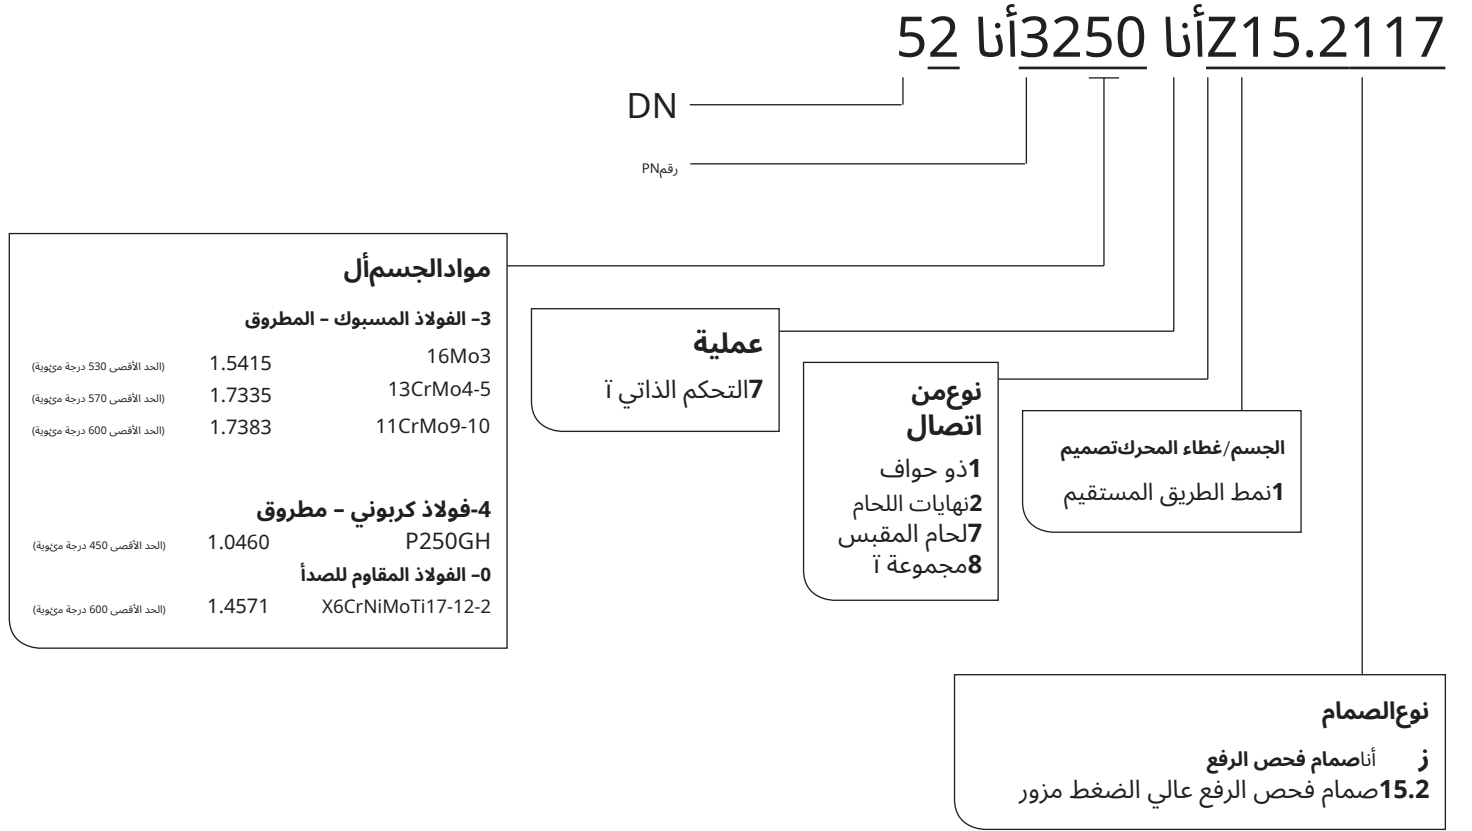 Z15.2117أنا 3250أنا 52
DN
رقمPN
موادالجسمأل
3– الفولاذ المسبوك – المطروق
16Mo3 1.5415 (الحد الأقصى 530 درجة مئوية)
13CrMo4-5 1.7335 (الحد الأقصى 570 درجة مئوية)
11CrMo9-10 1.7383 (الحد الأقصى 600 درجة مئوية)
4-فولاذ كربوني – مطروق
P250GH 1.0460 (الحد الأقصى 450 درجة مئوية)
0– الفولاذ المقاوم للصدأ
X6CrNiMoTi17-12-2 1.4571 (الحد الأقصى 600 درجة مئوية)
عملية
7التحكم الذاتي ï
نوعمن
اتصال
1ذو حواف
2نهايات اللحام
7لحام المقبس
8مجموعة ï
الجسم/غطاء المحركتصميم
1نمط الطريق المستقيم
نوعالصمام
ز أناصمام فحص الرفع
15.2صمام فحص الرفع عالي الضغط مزور